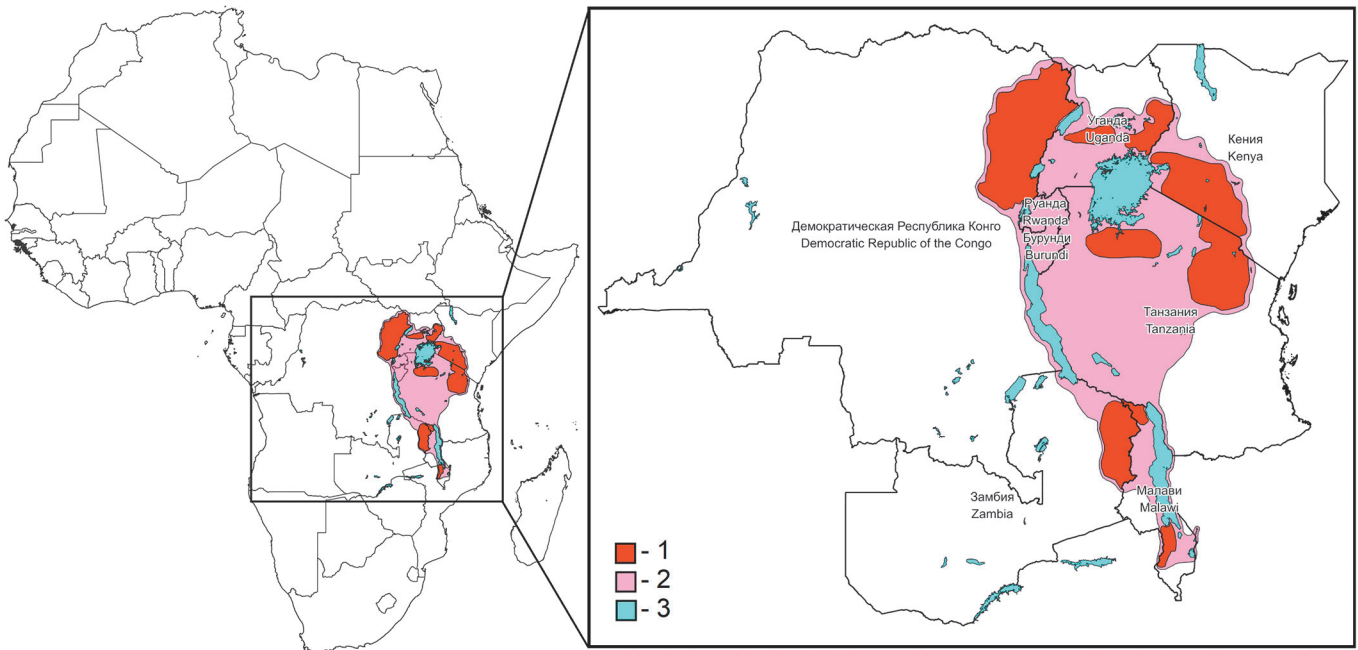 Уганда
Uganda
Кения
Kenya
Руанда
Rwanda
Бурунди
Burundi
Демократическая Республика Конго
Democratic Republic of the Congo
Танзания
Tanzania
Замбия
Zambia
Малави
Malawi
- 1
- 2
- 3